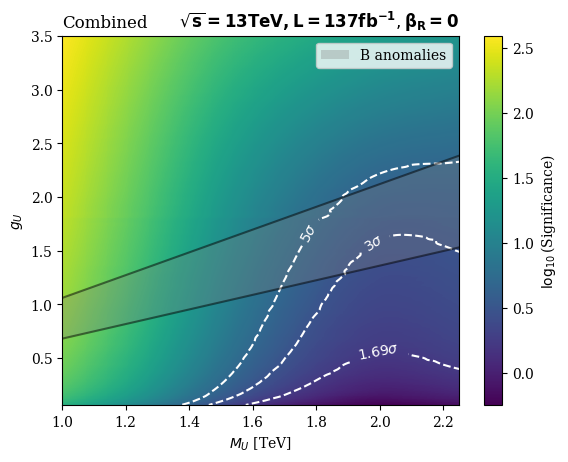 Combined √s = 13TeV, L = 137fb⁻¹, β_R = 0
B anomalies
3.5
3.0
2.5
2.0
1.5
1.0
0.5
g_U
5σ
3σ
1.69σ
1.0 1.2 1.4 1.6 1.8 2.0 2.2
M_U [TeV]
2.5
2.0
1.5
1.0
0.5
0.0
log₁₀(Significance)